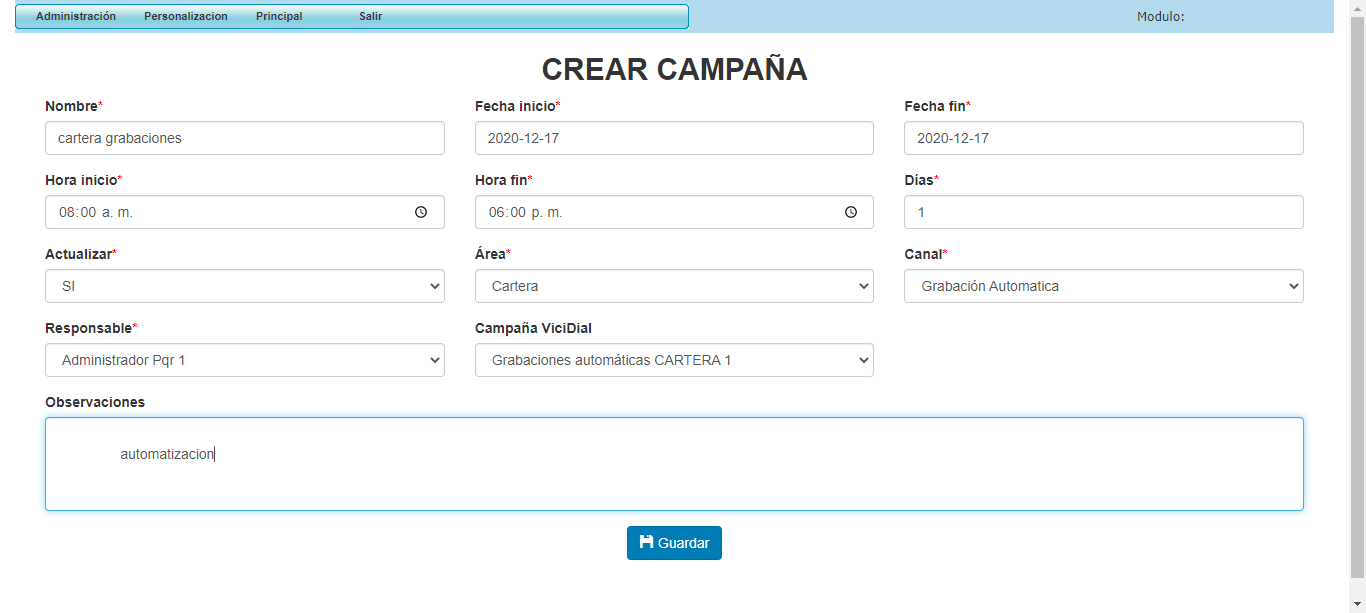 Administración Personalizacion Principal Salir Modulo:
CREAR CAMPAÑA
Nombre* Fecha inicio* Fecha fin*
cartera grabaciones 2020-12-17 2020-12-17
Hora inicio* Hora fin* Días*
08:00 a. m. 06:00 p. m. 1
Actualizar* Área* Canal*
SI Cartera Grabación Automatica
Responsable* Campaña ViciDial
Administrador Pqr 1 Grabaciones automáticas CARTERA 1
Observaciones
automatizacion
Guardar